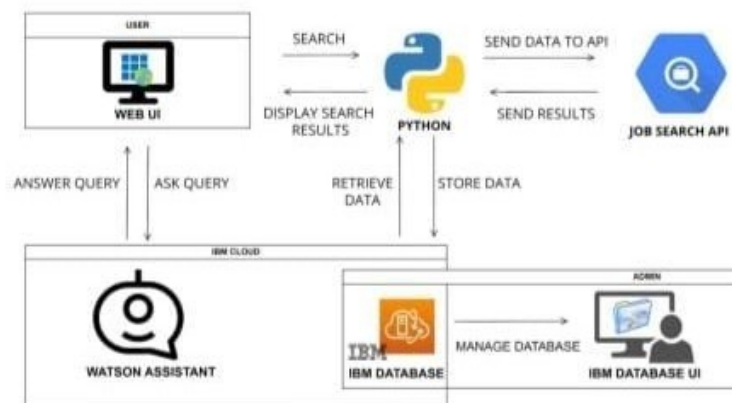 USER
WEB UI
SEARCH
DISPLAY SEARCH
RESULTS
PYTHON
SEND DATA TO API
SEND RESULTS
JOB SEARCH API
ANSWER QUERY
ASK QUERY
RETRIEVE
DATA
STORE DATA
IBM CLOUD
WATSON ASSISTANT
ADMIN
IBM
IBM DATABASE
MANAGE DATABASE
IBM DATABASE UI